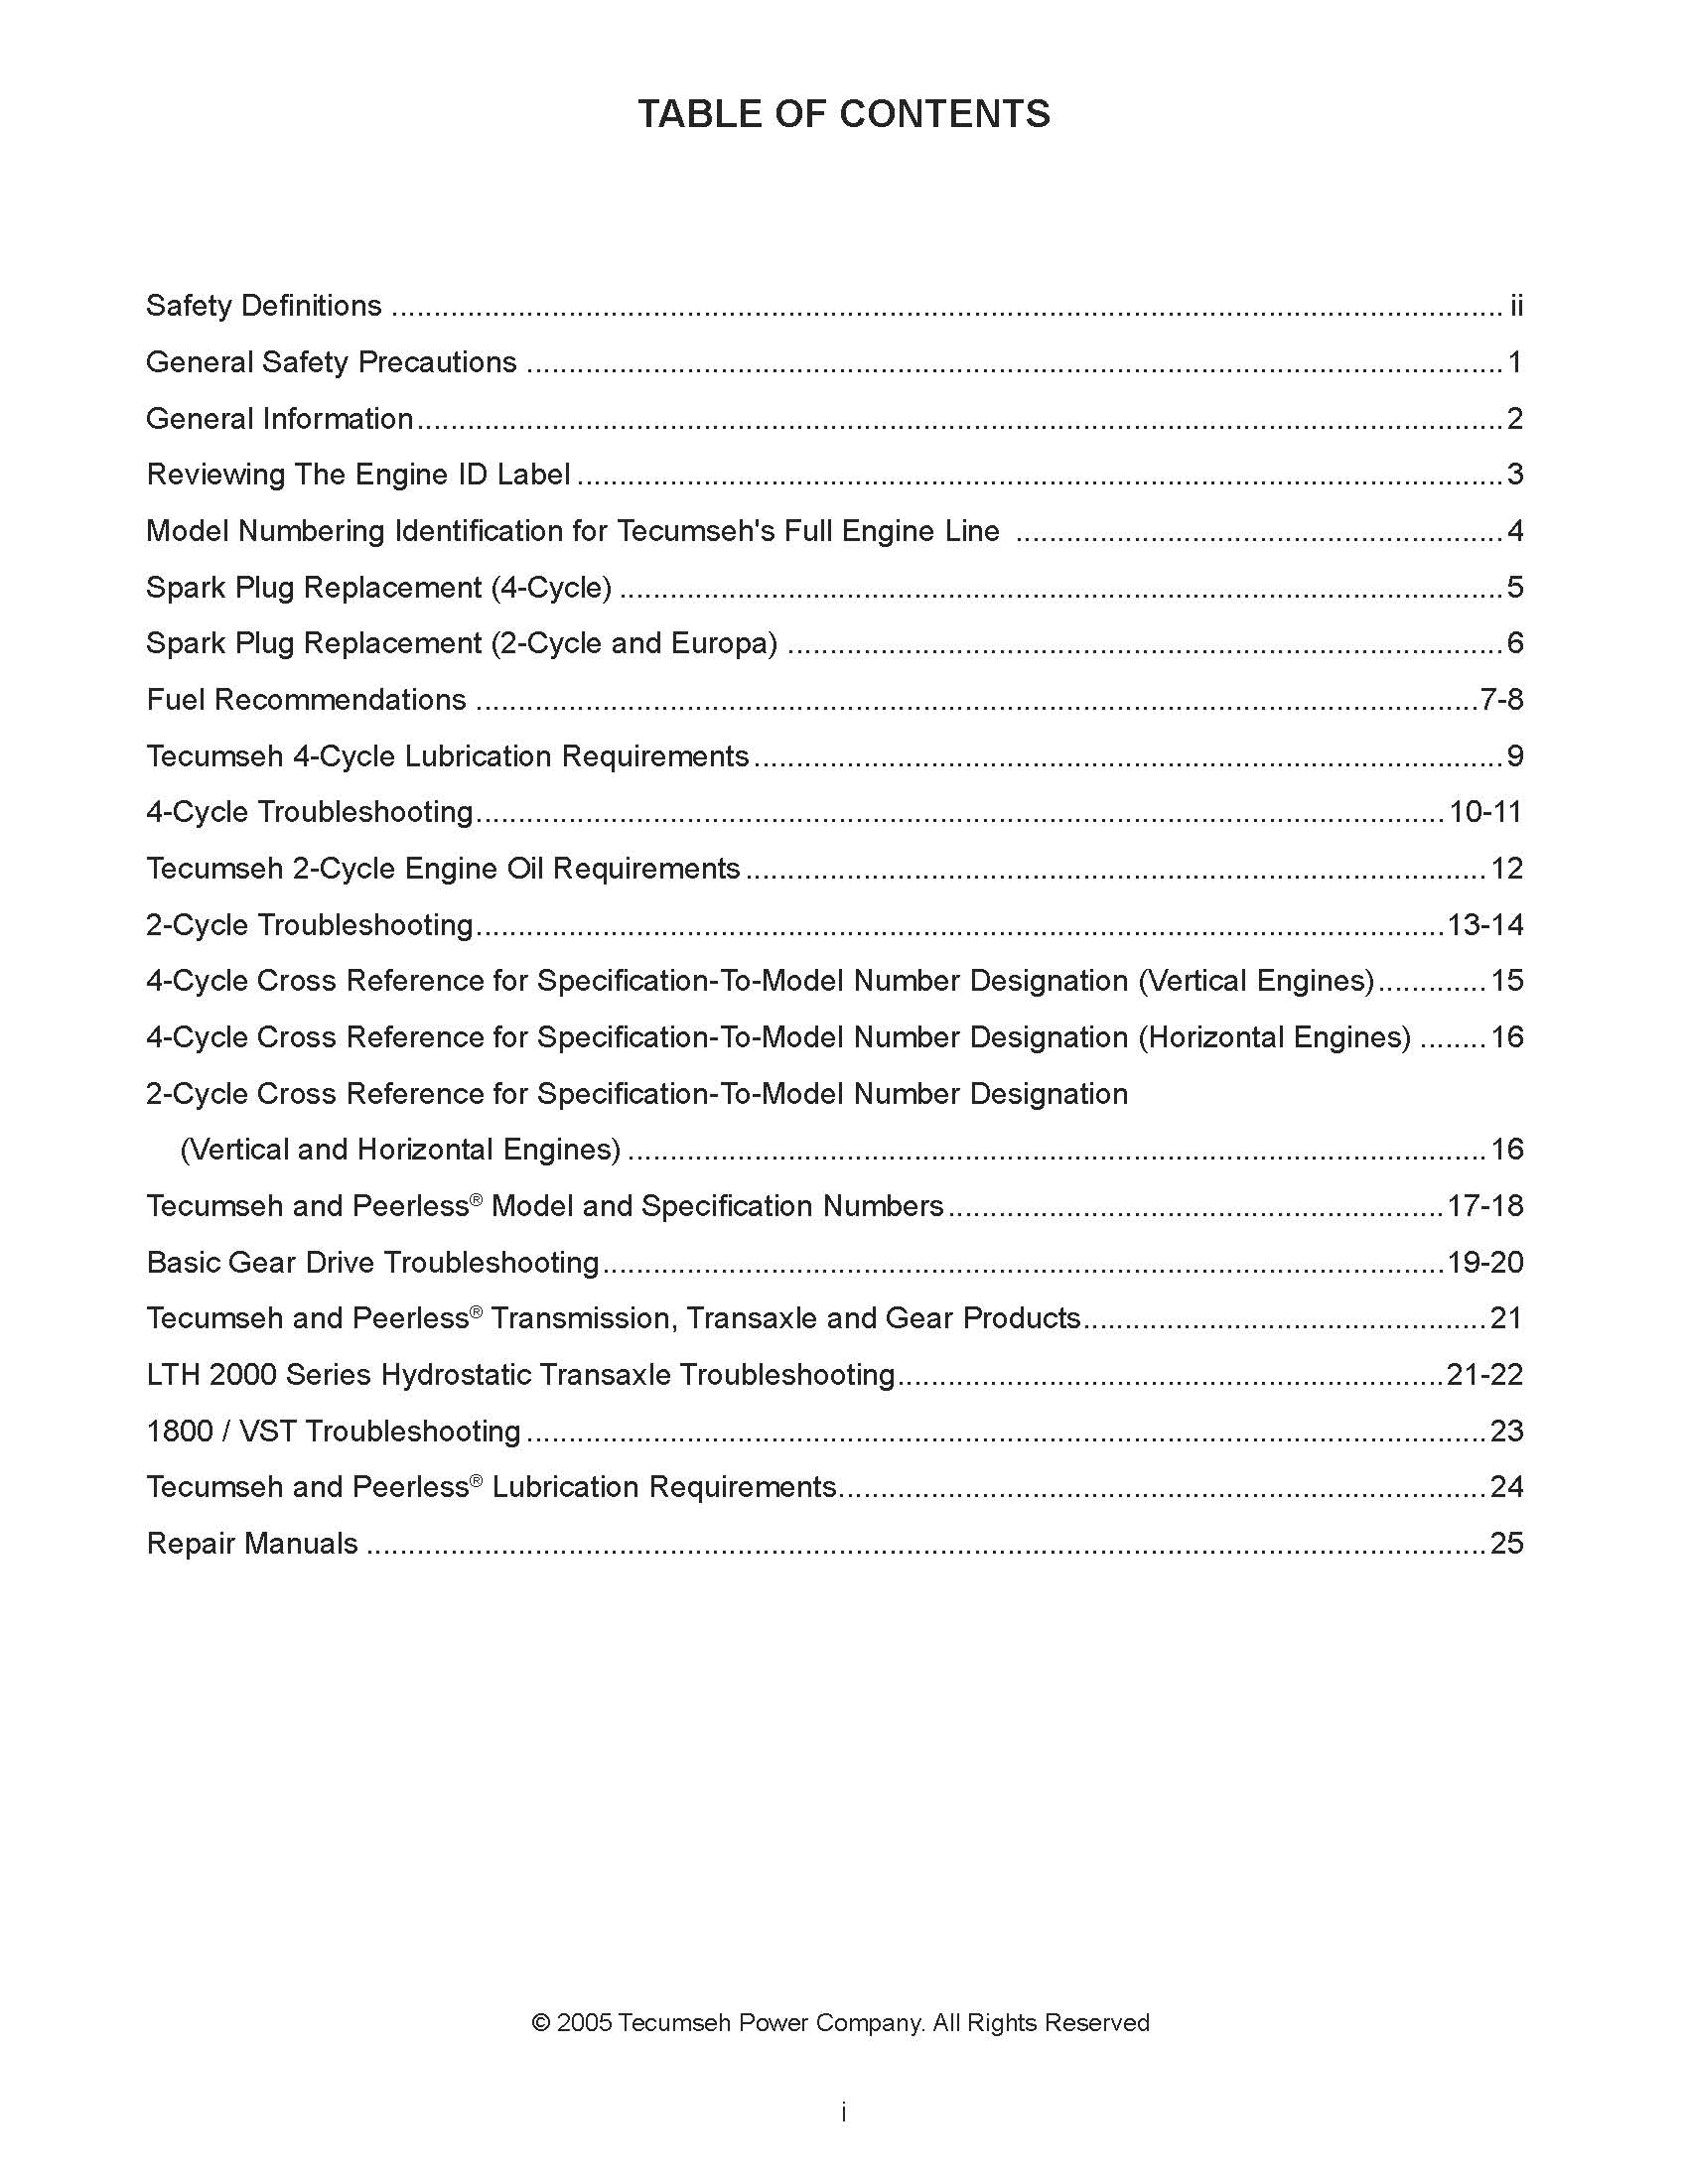 TABLE OF CONTENTS
Safety Definitions ........ ii
General Safety Precautions ........ 1
General Information ........ 2
Reviewing The Engine ID Label ........ 3
Model Numbering Identification for Tecumseh's Full Engine Line ........ 4
Spark Plug Replacement (4-Cycle) ........ 5
Spark Plug Replacement (2-Cycle and Europa) ........ 6
Fuel Recommendations ........ 7-8
Tecumseh 4-Cycle Lubrication Requirements ........ 9
4-Cycle Troubleshooting ........ 10-11
Tecumseh 2-Cycle Engine Oil Requirements ........ 12
2-Cycle Troubleshooting ........ 13-14
4-Cycle Cross Reference for Specification-To-Model Number Designation (Vertical Engines) ........ 15
4-Cycle Cross Reference for Specification-To-Model Number Designation (Horizontal Engines) ........ 16
2-Cycle Cross Reference for Specification-To-Model Number Designation
(Vertical and Horizontal Engines) ........ 16
Tecumseh and Peerless® Model and Specification Numbers ........ 17-18
Basic Gear Drive Troubleshooting ........ 19-20
Tecumseh and Peerless® Transmission, Transaxle and Gear Products ........ 21
LTH 2000 Series Hydrostatic Transaxle Troubleshooting ........ 21-22
1800 / VST Troubleshooting ........ 23
Tecumseh and Peerless® Lubrication Requirements ........ 24
Repair Manuals ........ 25
© 2005 Tecumseh Power Company. All Rights Reserved
i